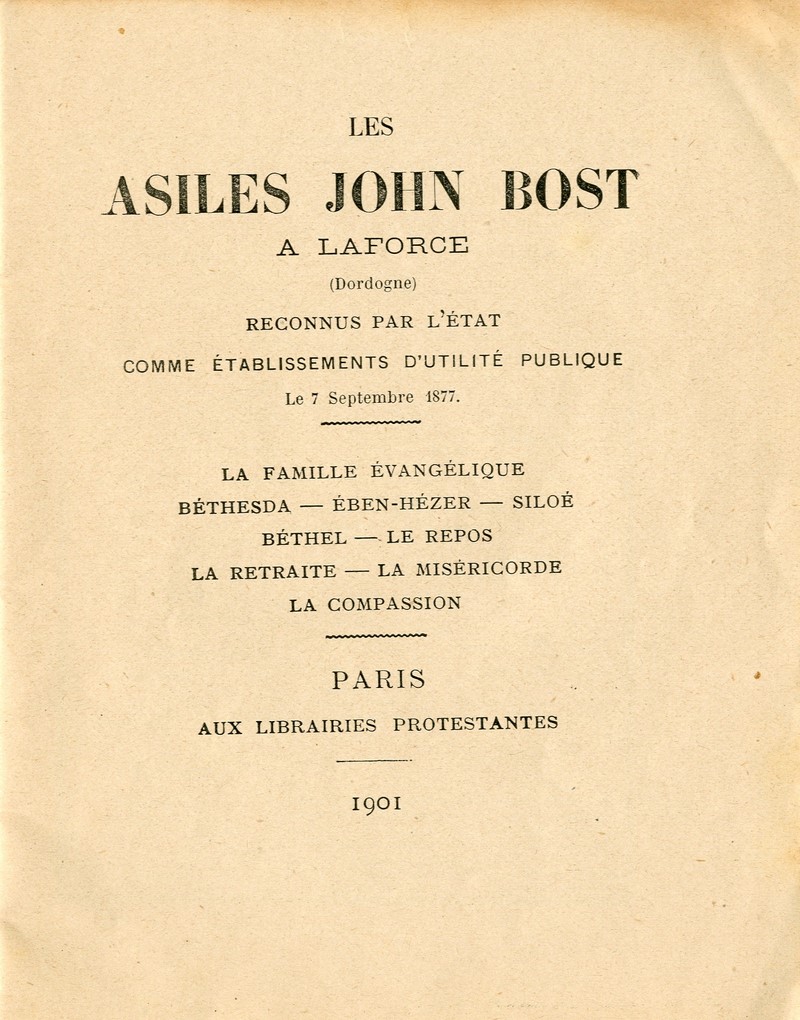 LES
ASILES JOHN BOST
A LAFORCE
(Dordogne)
RECONNUS PAR L'ÉTAT
COMME ÉTABLISSEMENTS D'UTILITÉ PUBLIQUE
Le 7 Septembre 1877.
LA FAMILLE ÉVANGÉLIQUE
BÉTHESDA — ÉBEN-HÉZER — SILOÉ
BÉTHEL — LE REPOS
LA RETRAITE — LA MISÉRICORDE
LA COMPASSION
PARIS
AUX LIBRAIRIES PROTESTANTES
1901